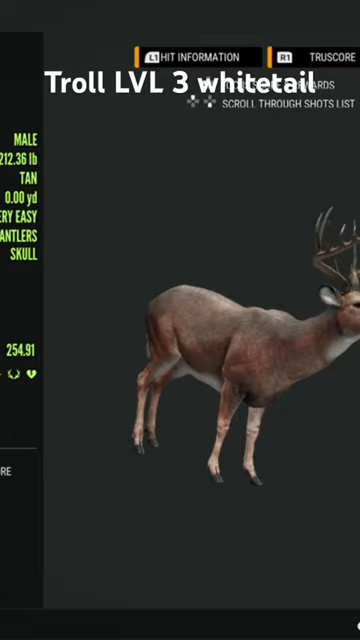 L1 HIT INFORMATION
R1 TRUSCORE
Troll LVL 3 whitetail
SCROLL THROUGH SHOTS LIST
MALE
212.36 lb
TAN
0.00 yd
ERY EASY
ANTLERS
SKULL
254.91
RE